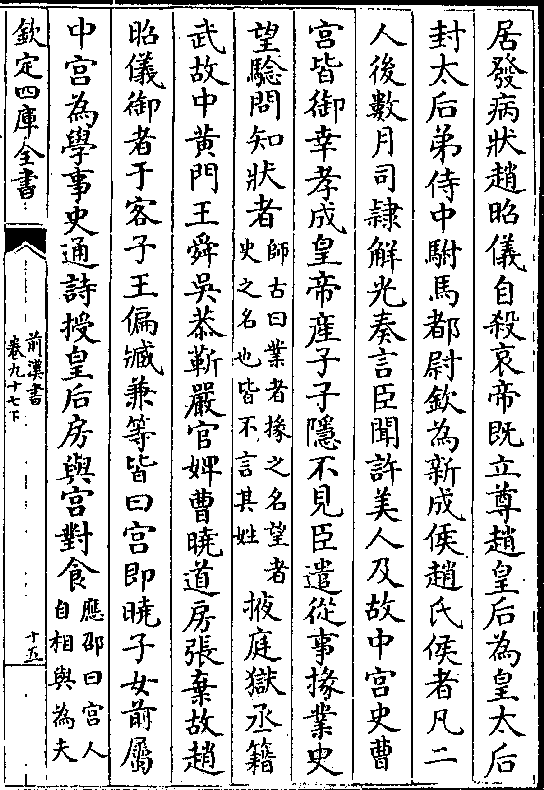 居發病狀趙昭儀自殺哀帝既立尊趙皇后為皇太后
封太后弟侍中駙馬都尉欽為新成侯趙氏侯者凡二
人後數月司隸解光奏言臣聞許美人及故中宫史曹
宫皆御幸孝成皇帝産子子隱不見臣遣從事掾業史
望驗問知狀者師古曰業者掾之名望者史之名也皆不言其姓掖庭獄丞籍
武故中黄門王舜吳恭靳嚴官婢曹曉道房張棄故趙
昭儀御者于客子王偏臧兼等皆曰宫即曉子女前屬
中宫為學事史通詩授皇后房與宫對食應邵曰宫人自相與為夫
欽定四庫全書
前漢書
卷九十七下
十五